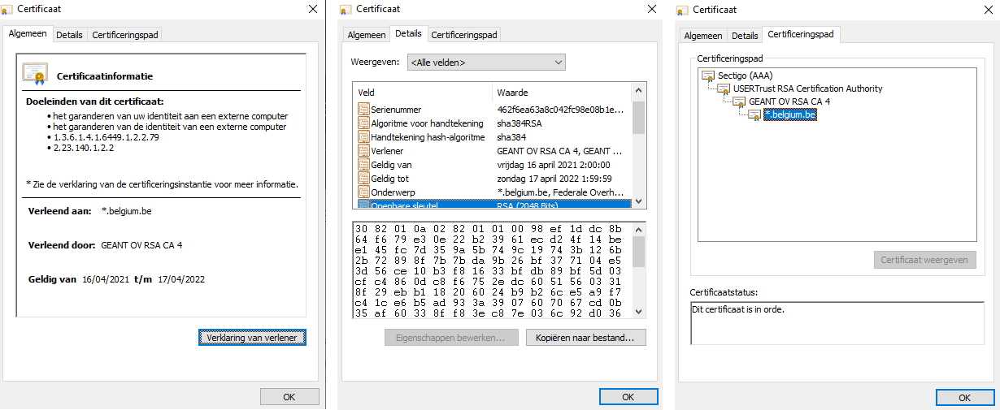 Certificaat
Algemeen Details Certificeringspad
Certificaatinformatie
Doeleinden van dit certificaat:
• het garanderen van uw identiteit aan een externe computer
• het garanderen van de identiteit van een externe computer
• 1.3.6.1.4.1.6449.1.2.2.79
• 2.23.140.1.2.2
* Zie de verklaring van de certificeringsinstantie voor meer informatie.
Verleend aan: *.belgium.be
Verleend door: GEANT OV RSA CA 4
Geldig van 16/04/2021 t/m 17/04/2022
Verklaring van verlener
OK
Certificaat
Algemeen Details Certificeringspad
Weergeven: <Alle velden>
Veld Waarde
Serienummer 462f6ea63a8c042fc98e08b1e...
Algoritme voor handtekening sha384RSA
Handtekening hash-algoritme sha384
Verlener GEANT OV RSA CA 4, GEANT ...
Geldig van vrijdag 16 april 2021 2:00:00
Geldig tot zondag 17 april 2022 1:59:59
Onderwerp *.belgium.be, Federale Overh...
Openbare sleutel RSA (2048 Bits)
30 82 01 0a 02 82 01 01 00 98 ef 1d dc 8b
64 f6 79 e3 0e 22 b2 39 61 ec d2 4f 14 be
e1 45 fc 7d 35 9a 5b 74 9c 19 74 3b 12 6b
2b 72 89 8f 7b 7b da 9b 26 bf 37 71 04 e5
3d 56 ce 10 b3 f8 16 33 bf db 89 bf 5d 03
cf c4 86 0d c8 f6 75 2e dc 60 51 56 03 31
8f 29 eb b1 18 20 60 24 b9 b2 6c e5 a9 f7
c4 1c e6 b5 ad 93 3a 39 07 60 70 67 cd 0b
35 af 60 33 8f f8 3e c8 7e 03 6c 92 d0 36
Eigenschappen bewerken... Kopiëren naar bestand...
OK
Certificaat
Algemeen Details Certificeringspad
Certificeringspad
Sectigo (AAA)
USERTrust RSA Certification Authority
GEANT OV RSA CA 4
*.belgium.be
Certificaat weergeven
Certificaatstatus:
Dit certificaat is in orde.
OK